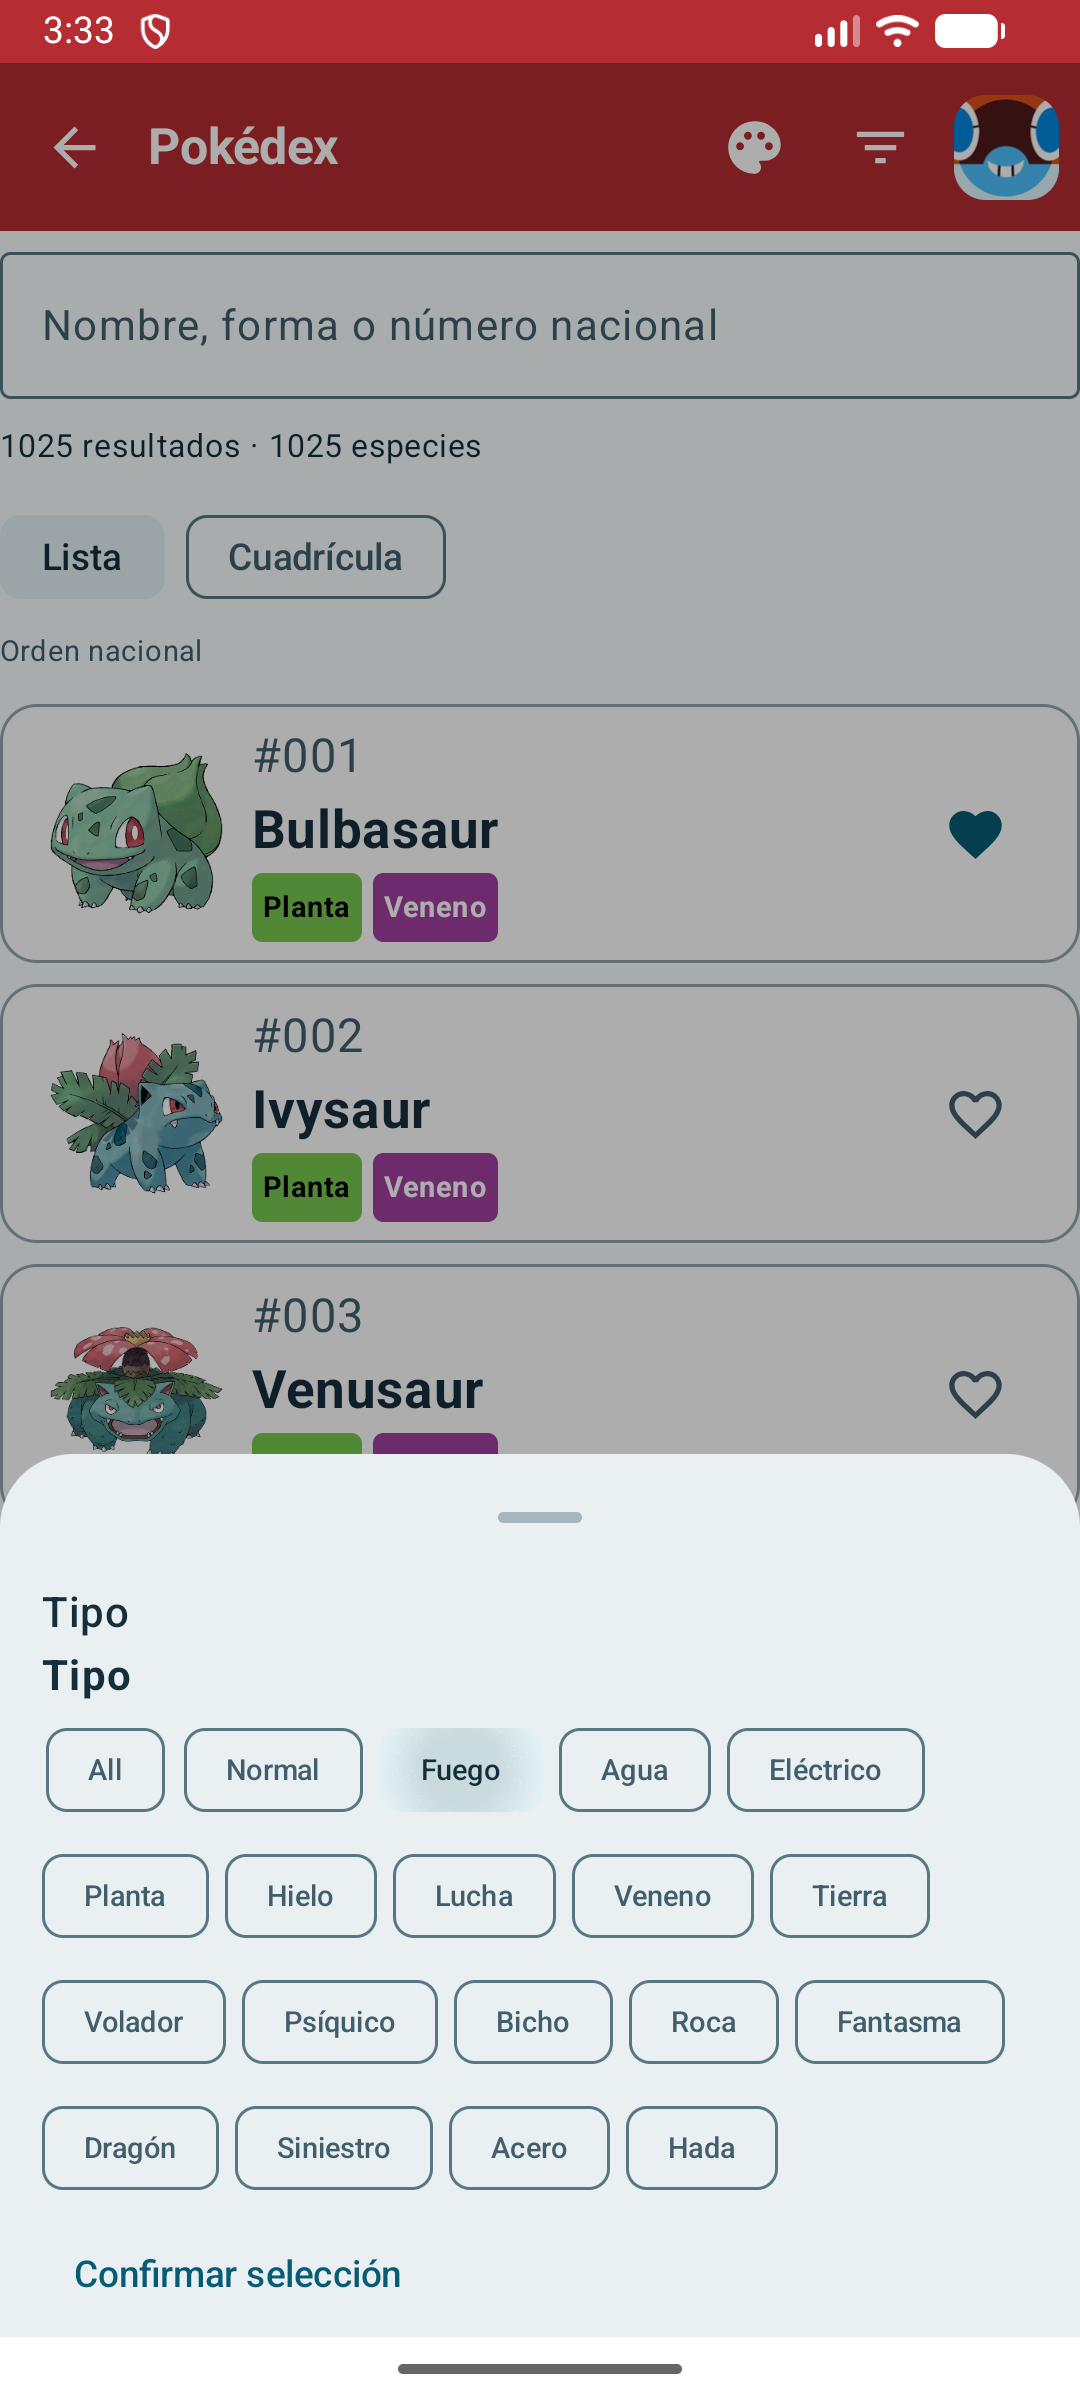 3:33
Pokédex
Nombre, forma o número nacional
1025 resultados · 1025 especies
Lista Cuadrícula
Orden nacional
#001
Bulbasaur
Planta Veneno
#002
Ivysaur
Planta Veneno
#003
Venusaur
Tipo
Tipo
All Normal Fuego Agua Eléctrico
Planta Hielo Lucha Veneno Tierra
Volador Psíquico Bicho Roca Fantasma
Dragón Siniestro Acero Hada
Confirmar selección